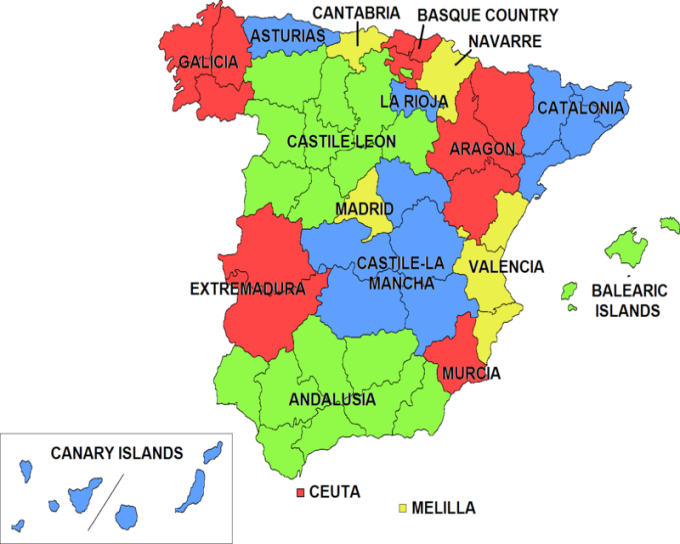 CANTABRIA
BASQUE COUNTRY
ASTURIAS
NAVARRE
GALICIA
LA RIOJA
CATALONIA
CASTILE-LEON
ARAGON
MADRID
CASTILE-LA
MANCHA
VALENCIA
EXTREMADURA
BALEARIC
ISLANDS
MURCIA
ANDALUSIA
CANARY ISLANDS
CEUTA
MELILLA